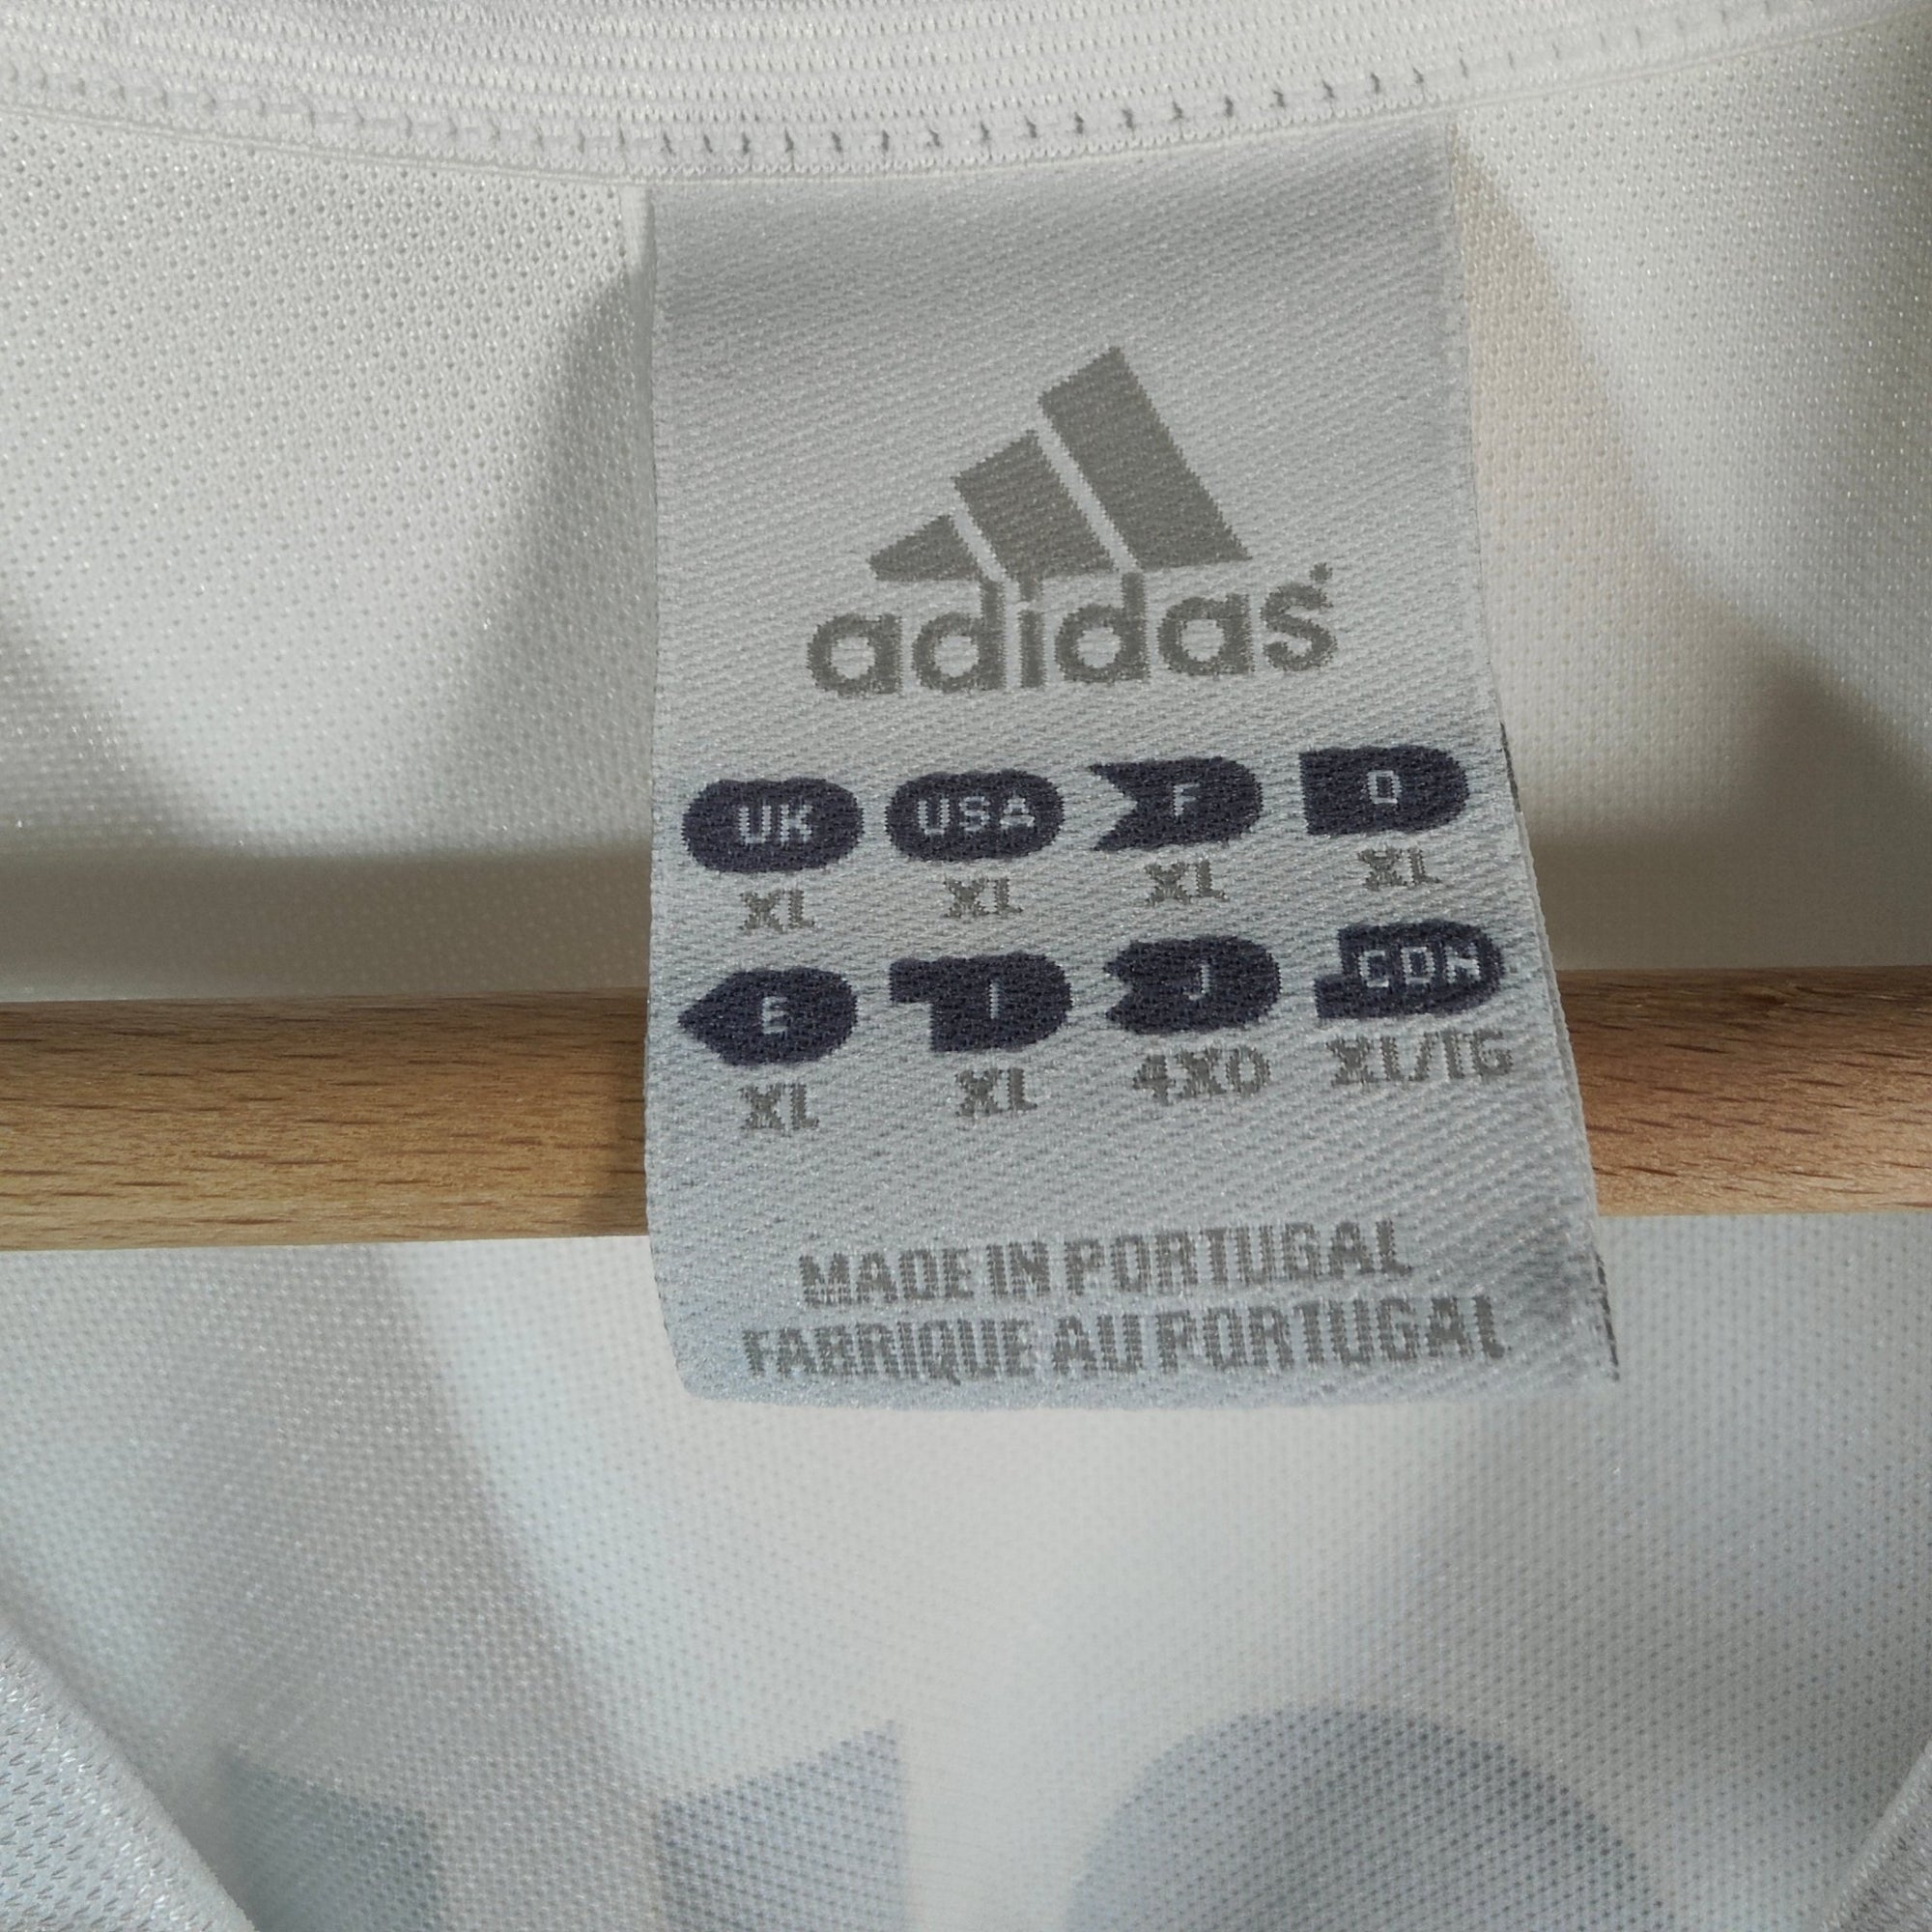 adidas
UK USA F D
XL XL XL XL
E I J CDN
XL XL 4XO XL/TG
MADE IN PORTUGAL
FABRIQUE AU PORTUGAL